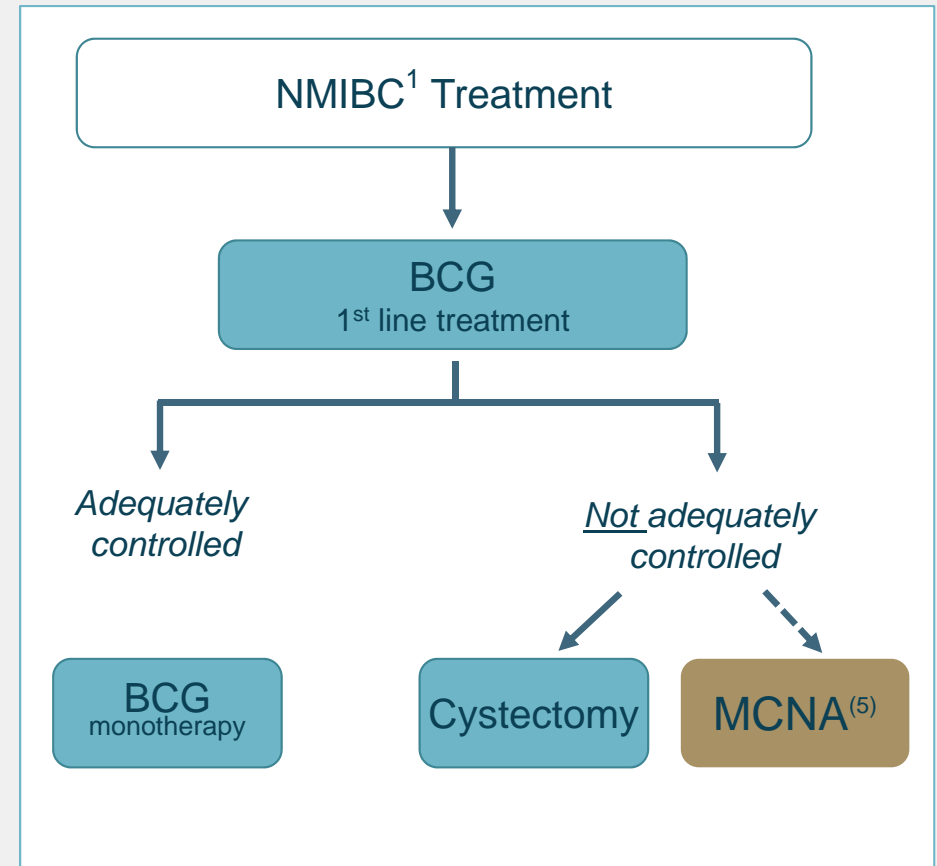 NMIBC¹ Treatment
BCG
1st line treatment
Adequately
controlled
Not adequately
controlled
BCG
monotherapy
Cystectomy
MCNA(5)